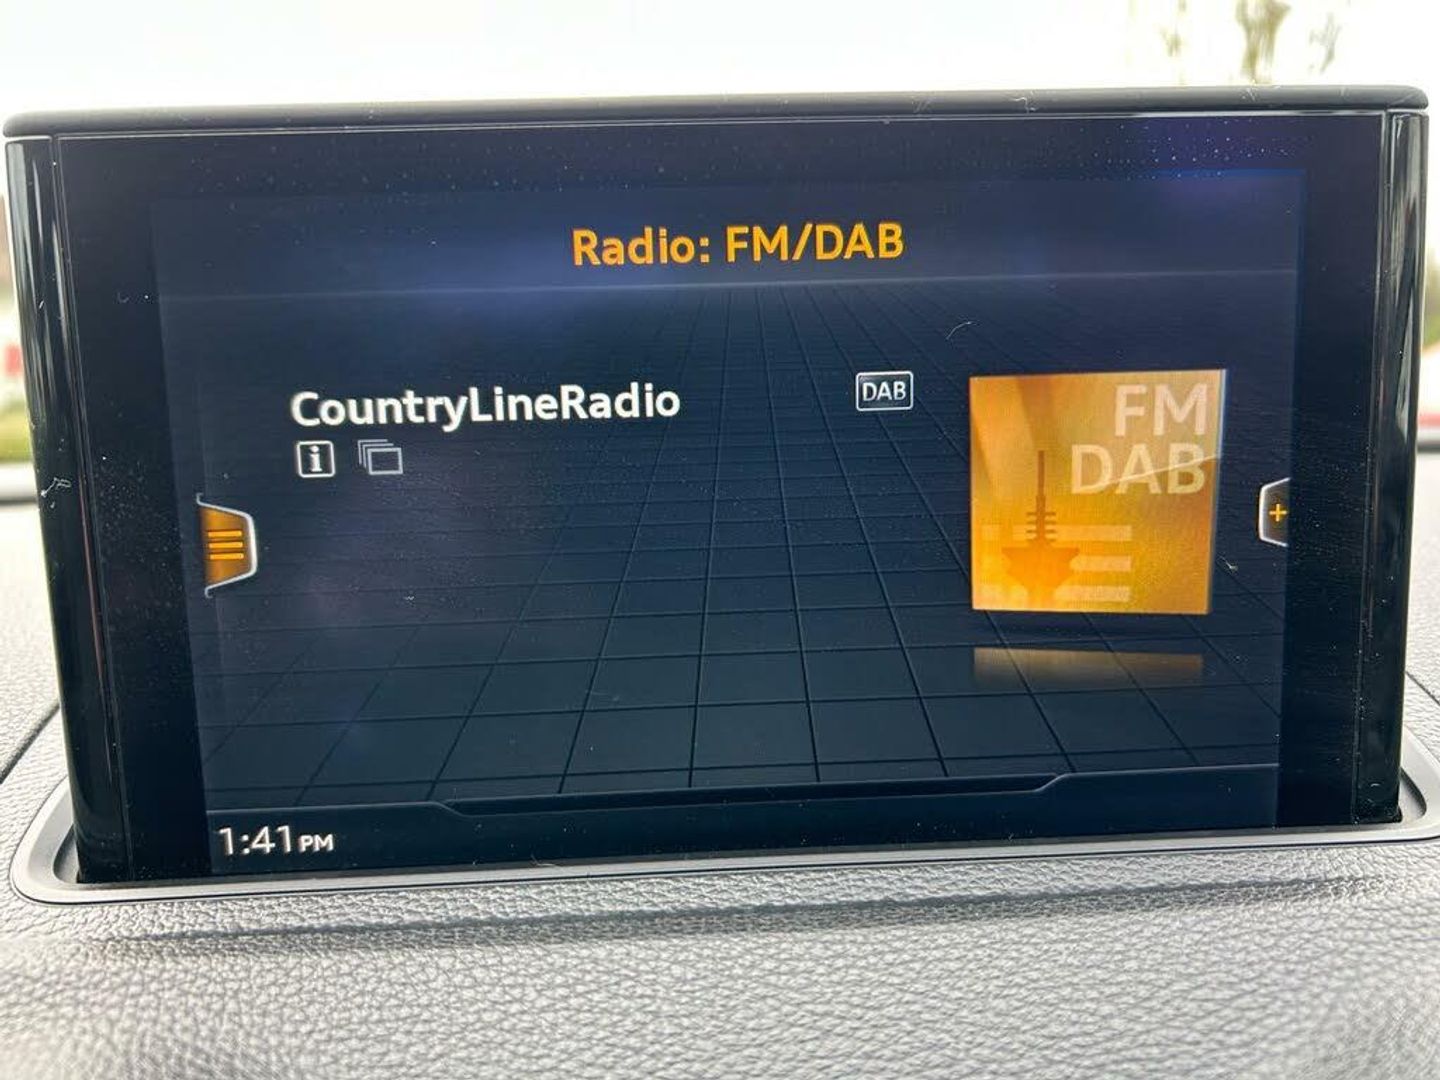 Radio: FM/DAB
CountryLineRadio
DAB
i
FM
DAB
+
1:41PM